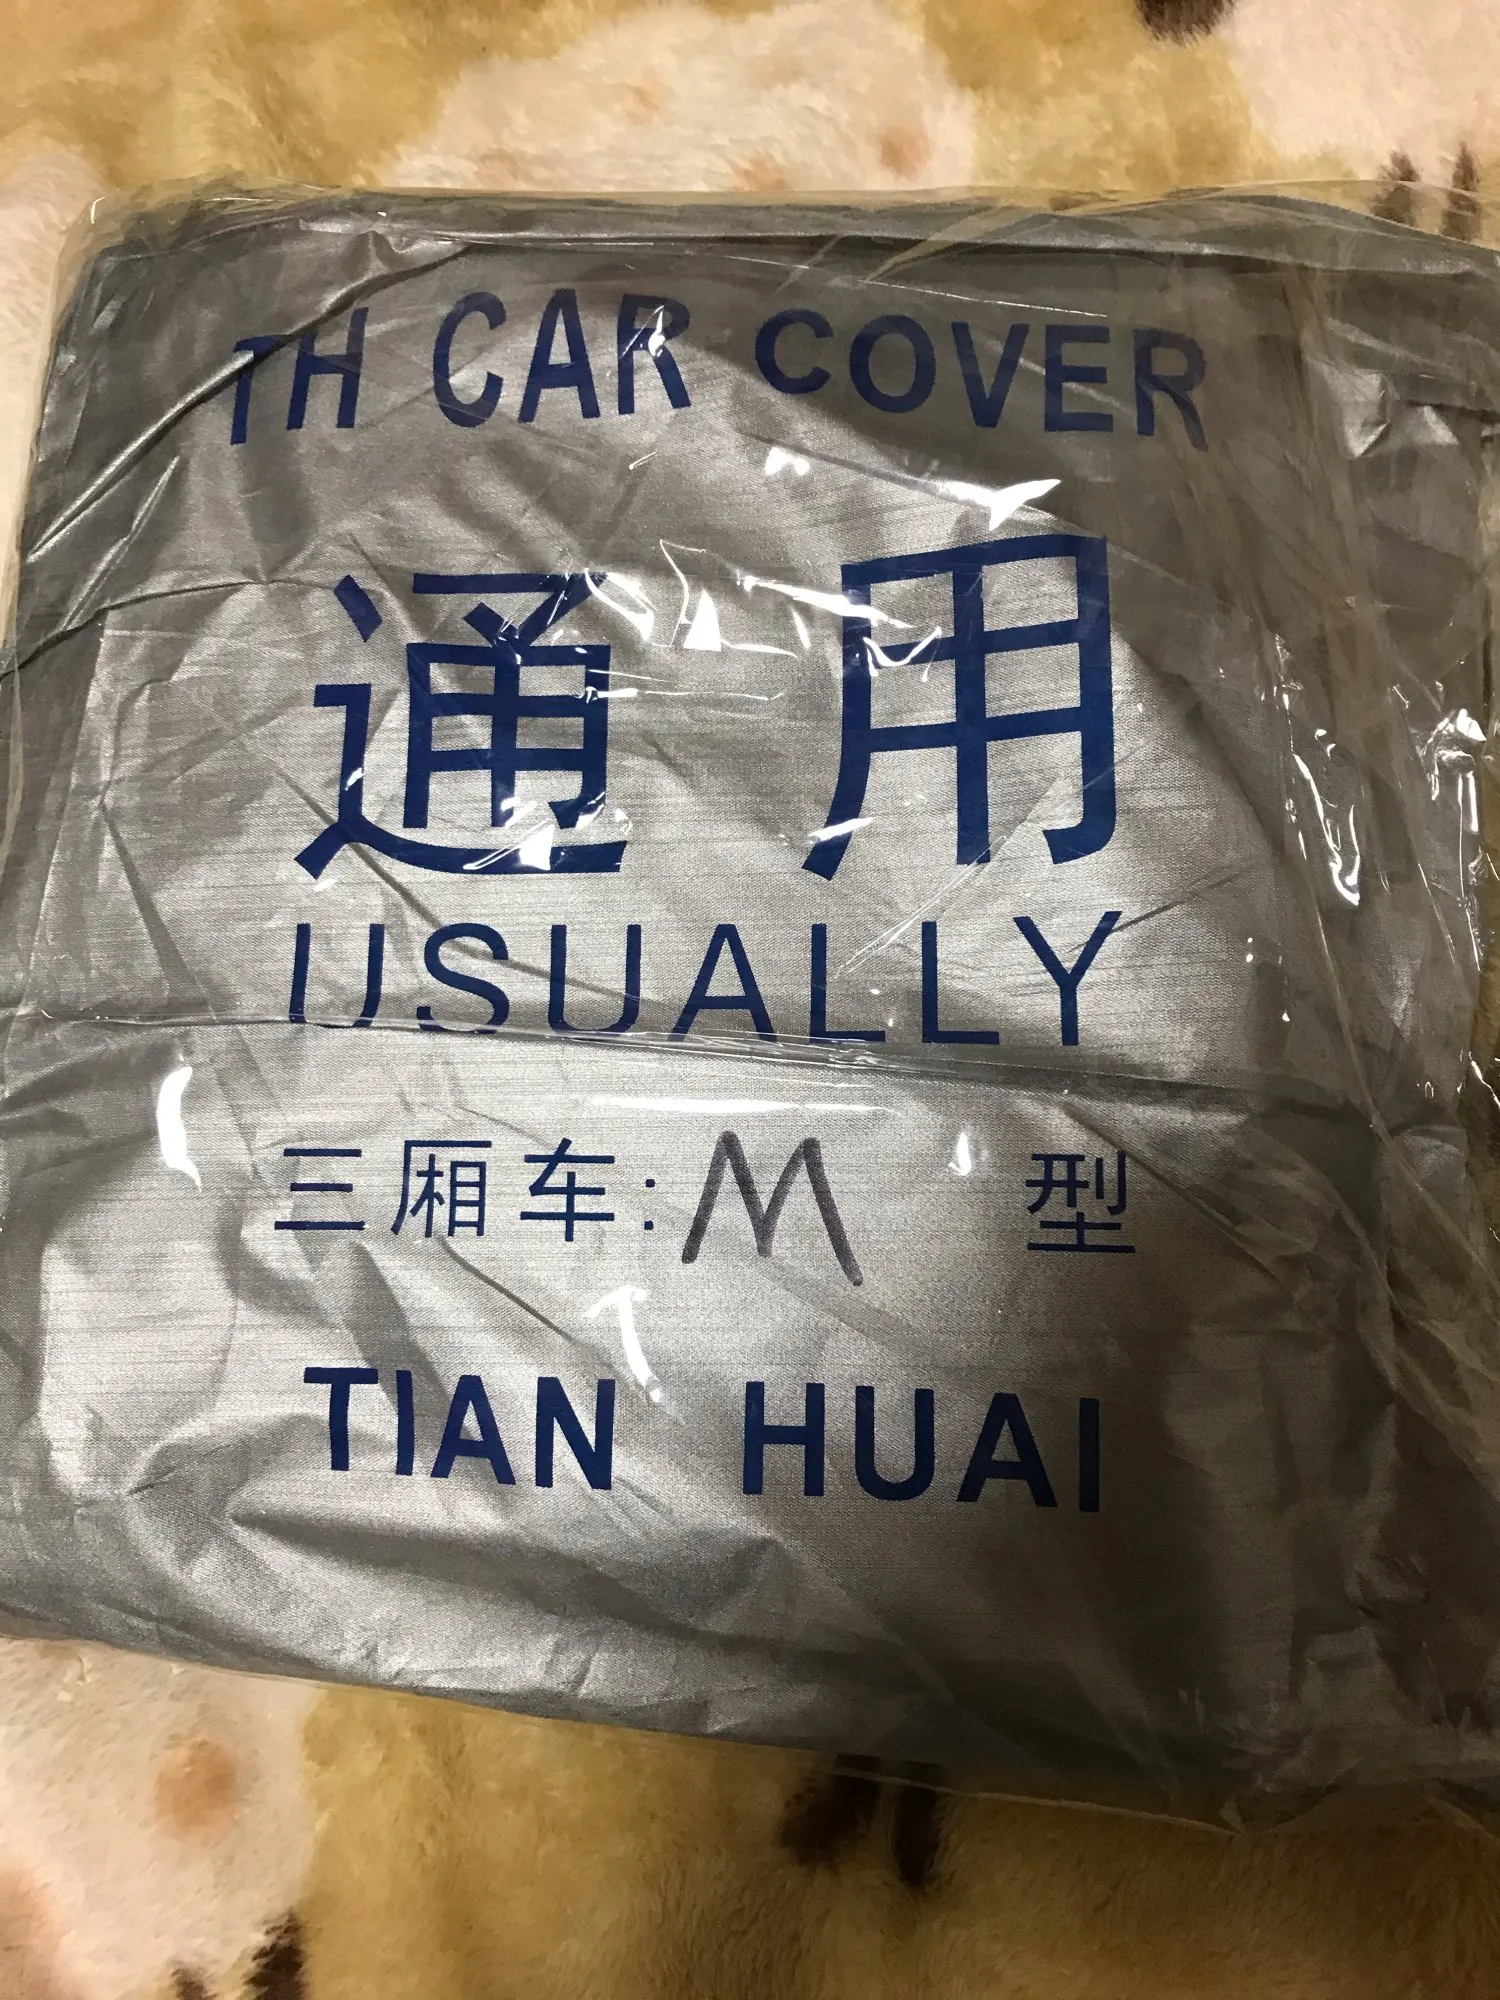 TH CAR COVER
通用
USUALLY
三厢车:M 型
TIAN HUAI